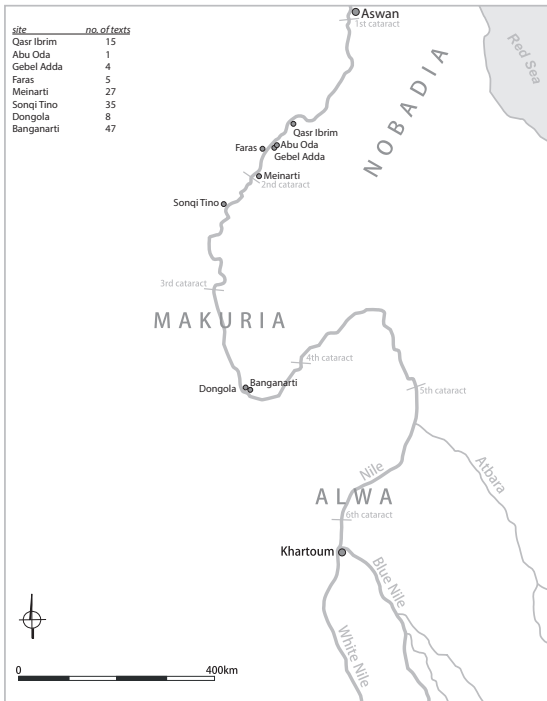 site no. of texts
Qasr Ibrim 15
Abu Oda 1
Gebel Adda 4
Faras 5
Meinarti 27
Sonqi Tino 35
Dongola 8
Banganarti 47
Aswan
1st cataract
Red Sea
NOBADIA
Qasr Ibrim
Abu Oda
Faras
Gebel Adda
Meinarti
2nd cataract
Sonqi Tino
3rd cataract
MAKURIA
4th cataract
Banganarti
Dongola
5th cataract
Atbara
Nile
ALWA
6th cataract
Khartoum
Blue Nile
White Nile
0 400km